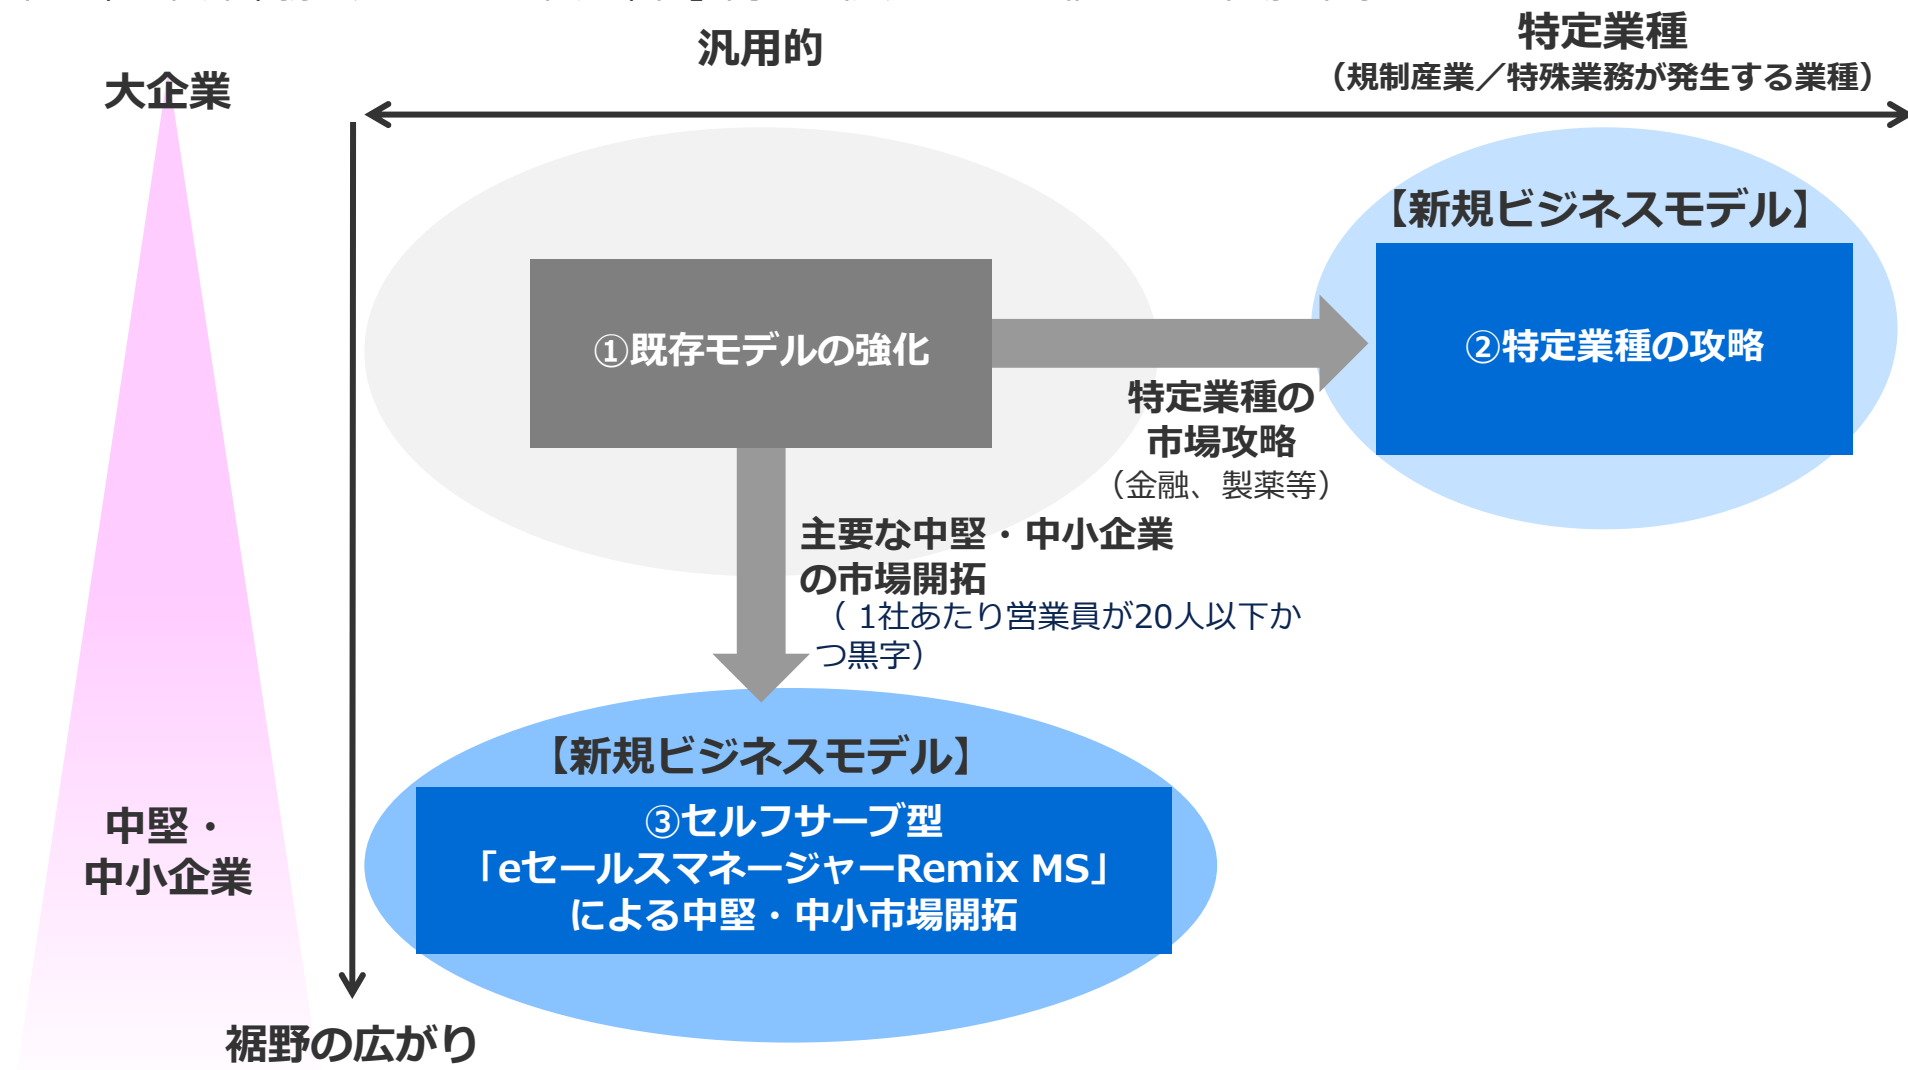 汎用的
特定業種
（規制産業／特殊業務が発生する業種）
大企業
【新規ビジネスモデル】
①既存モデルの強化
②特定業種の攻略
特定業種の
市場攻略
（金融、製薬等）
主要な中堅・中小企業
の市場開拓
（ 1社あたり営業員が20人以下か
つ黒字）
【新規ビジネスモデル】
③セルフサーブ型
「eセールスマネージャーRemix MS」
による中堅・中小市場開拓
中堅・
中小企業
裾野の広がり